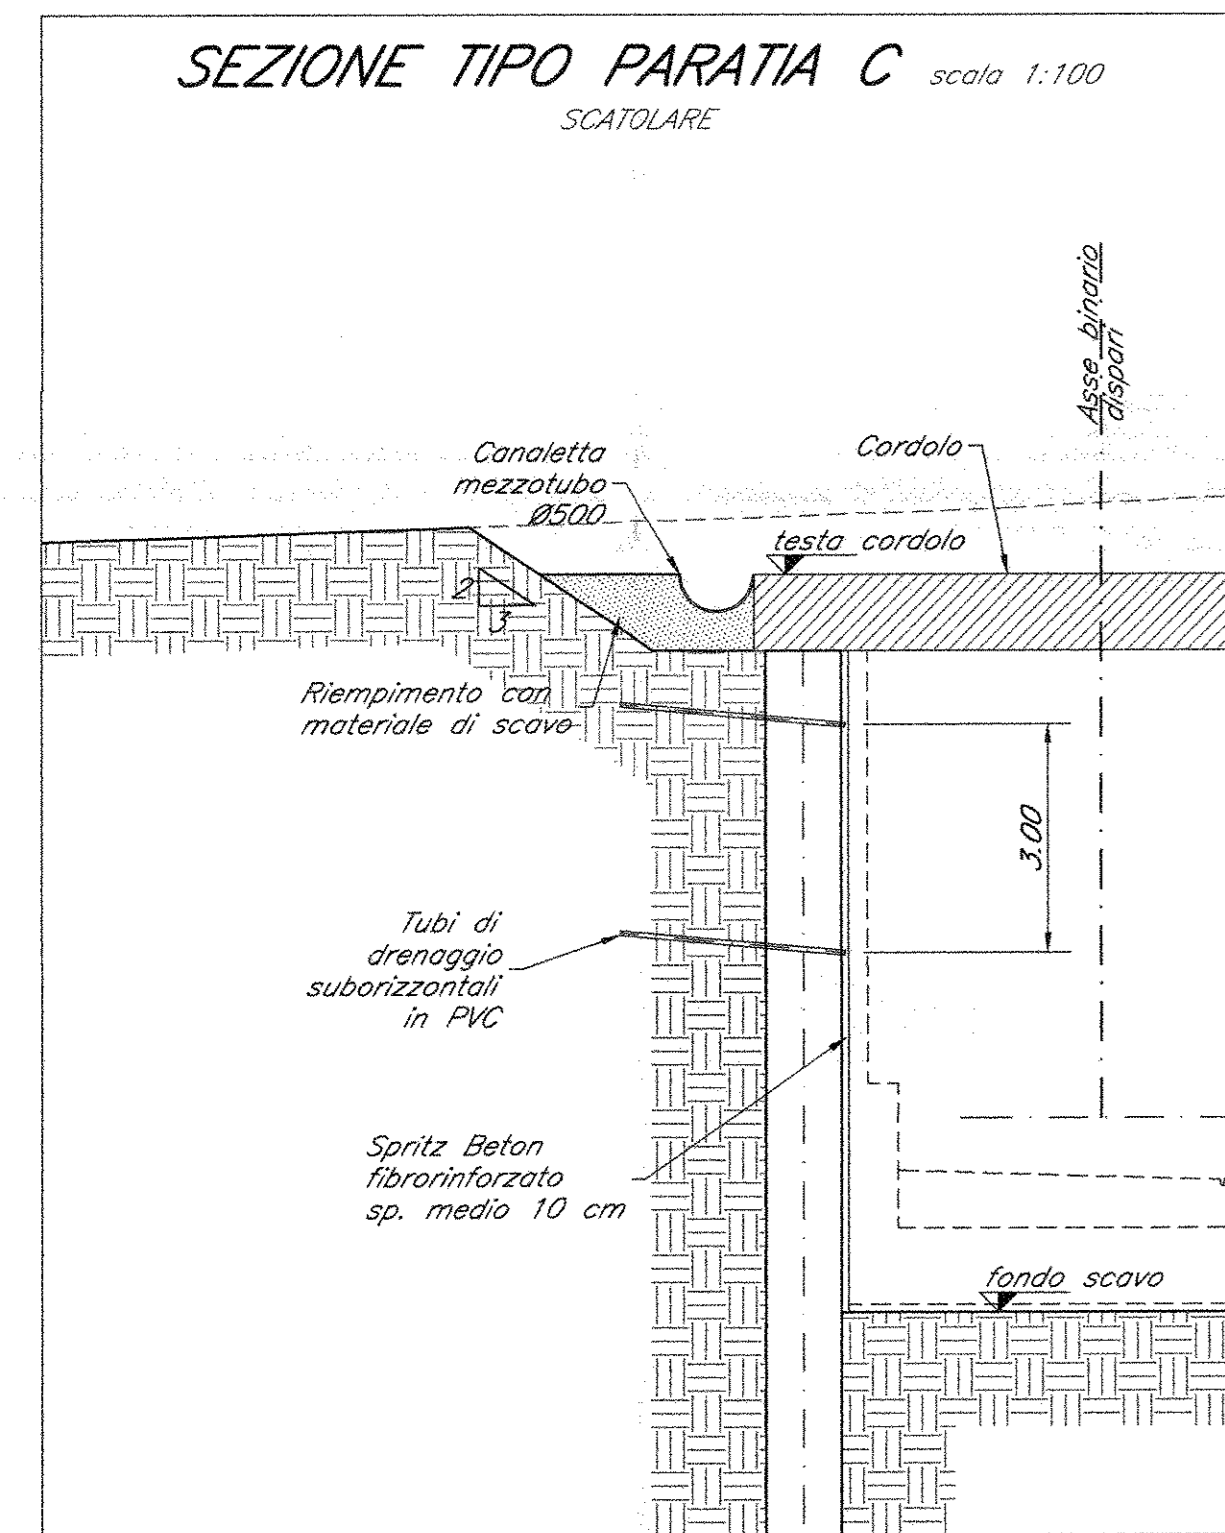 SEZIONE TIPO PARATIA C scala 1:100
SCATOLARE
Asse binario
dispari
Canaletta
mezzotubo
Ø500
Cordolo
testa cordolo
2
3
Riempimento con
materiale di scavo
3.00
Tubi di
drenaggio
suborizzontali
in PVC
Spritz Beton
fibrorinforzato
sp. medio 10 cm
fondo scavo